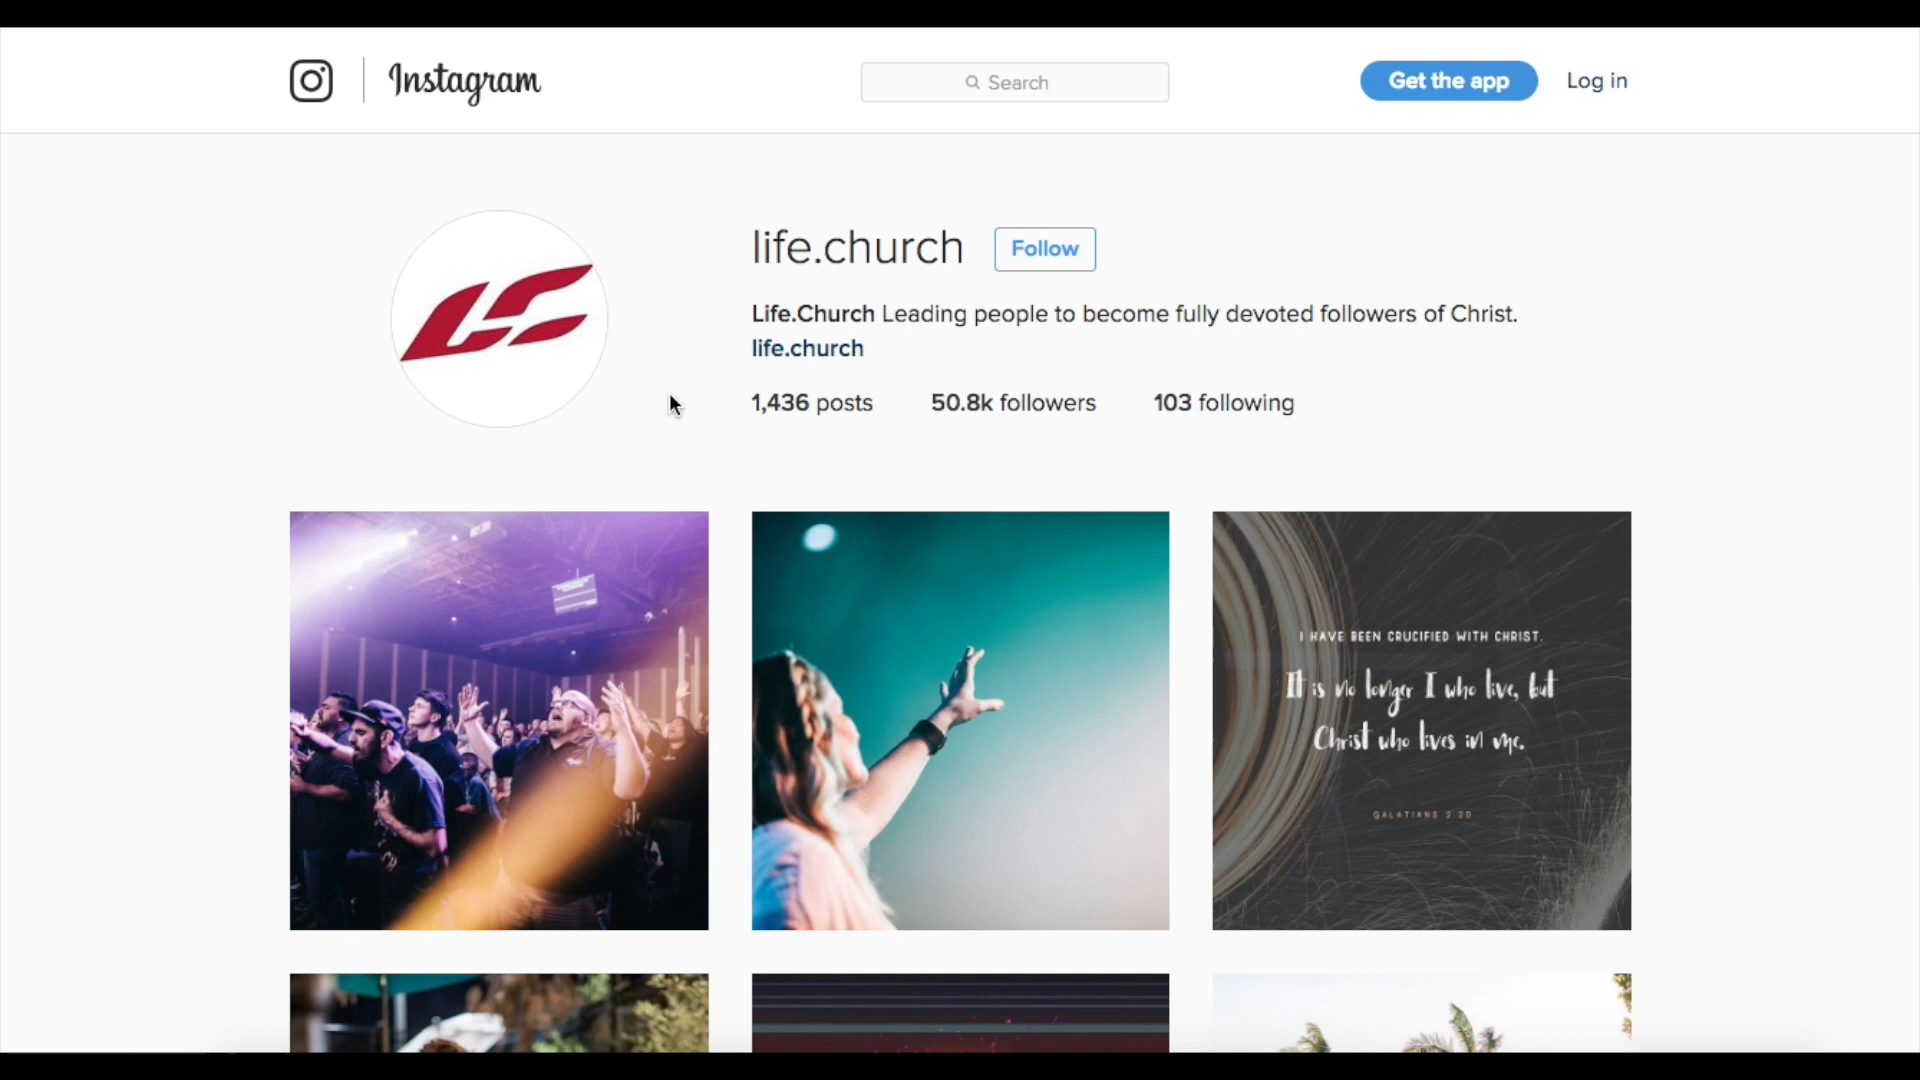 Instagram
Search
Get the app
Log in
life.church
Follow
Life.Church Leading people to become fully devoted followers of Christ.
life.church
1,436 posts
50.8k followers
103 following
I HAVE BEEN CRUCIFIED WITH CHRIST.
It is no longer I who live, but
Christ who lives in me.
GALATIANS 2:20